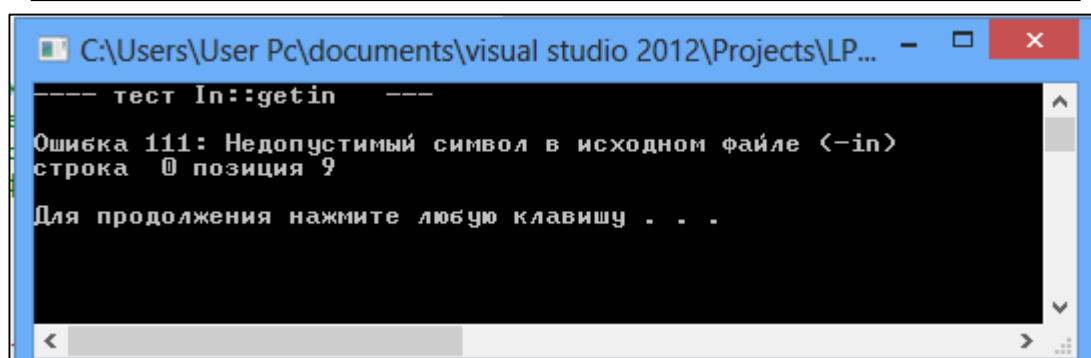 C:\Users\User Pc\documents\visual studio 2012\Projects\LP...
---- тест In::getin ---
Ошибка 111: Недопустимый символ в исходном файле (-in)
строка 0 позиция 9
Для продолжения нажмите любую клавишу . . .